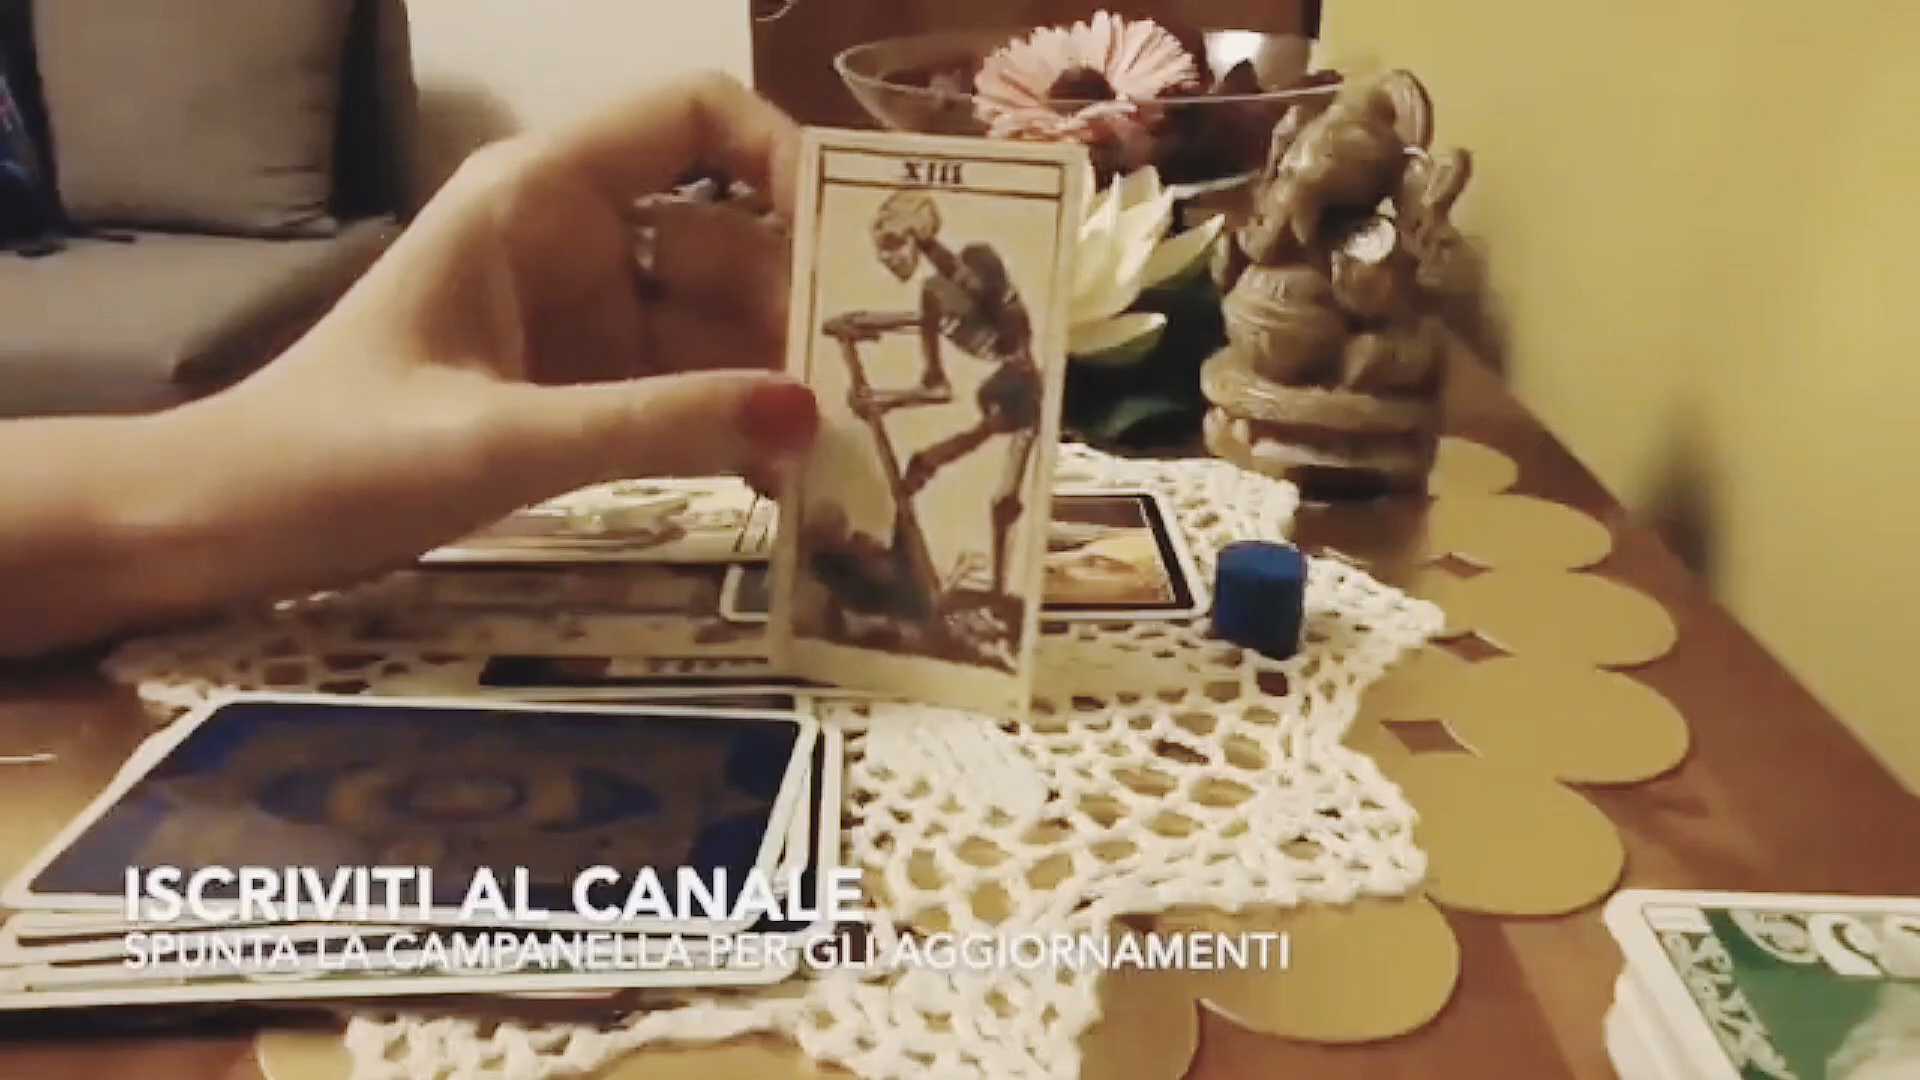 XIII
ISCRIVITI AL CANALE
SPUNTA LA CAMPANELLA PER GLI AGGIORNAMENTI